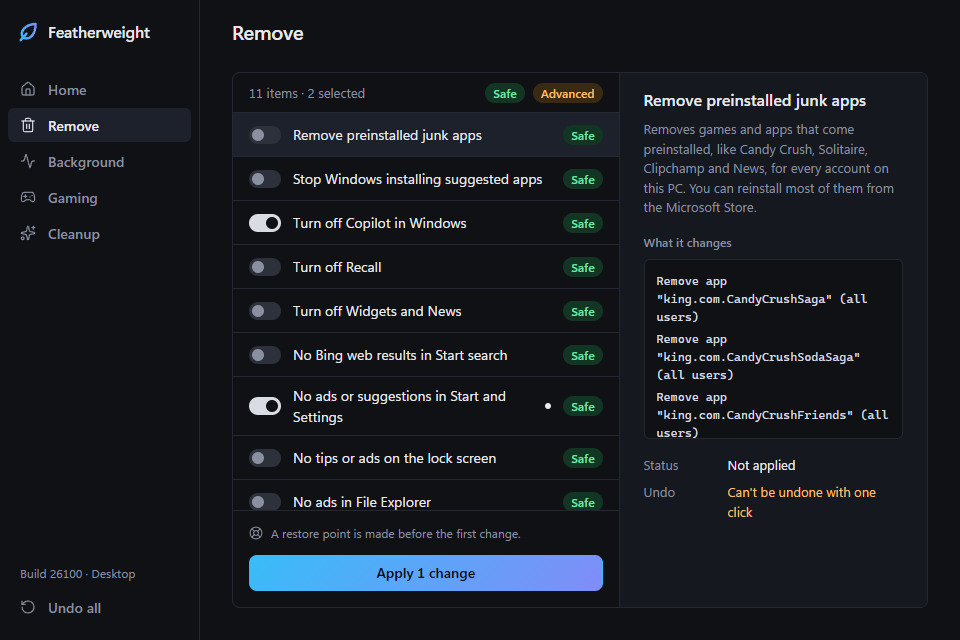 Featherweight
Home
Remove
Background
Gaming
Cleanup
Build 26100 · Desktop
Undo all
Remove
11 items · 2 selected
Safe
Advanced
Remove preinstalled junk apps
Safe
Stop Windows installing suggested apps
Safe
Turn off Copilot in Windows
Safe
Turn off Recall
Safe
Turn off Widgets and News
Safe
No Bing web results in Start search
Safe
No ads or suggestions in Start and
Settings
Safe
No tips or ads on the lock screen
Safe
No ads in File Explorer
Safe
A restore point is made before the first change.
Apply 1 change
Remove preinstalled junk apps
Removes games and apps that come
preinstalled, like Candy Crush, Solitaire,
Clipchamp and News, for every account on
this PC. You can reinstall most of them from
the Microsoft Store.
What it changes
Remove app
"king.com.CandyCrushSaga" (all
users)
Remove app
"king.com.CandyCrushSodaSaga"
(all users)
Remove app
"king.com.CandyCrushFriends" (all
users)
Status
Not applied
Undo
Can't be undone with one
click